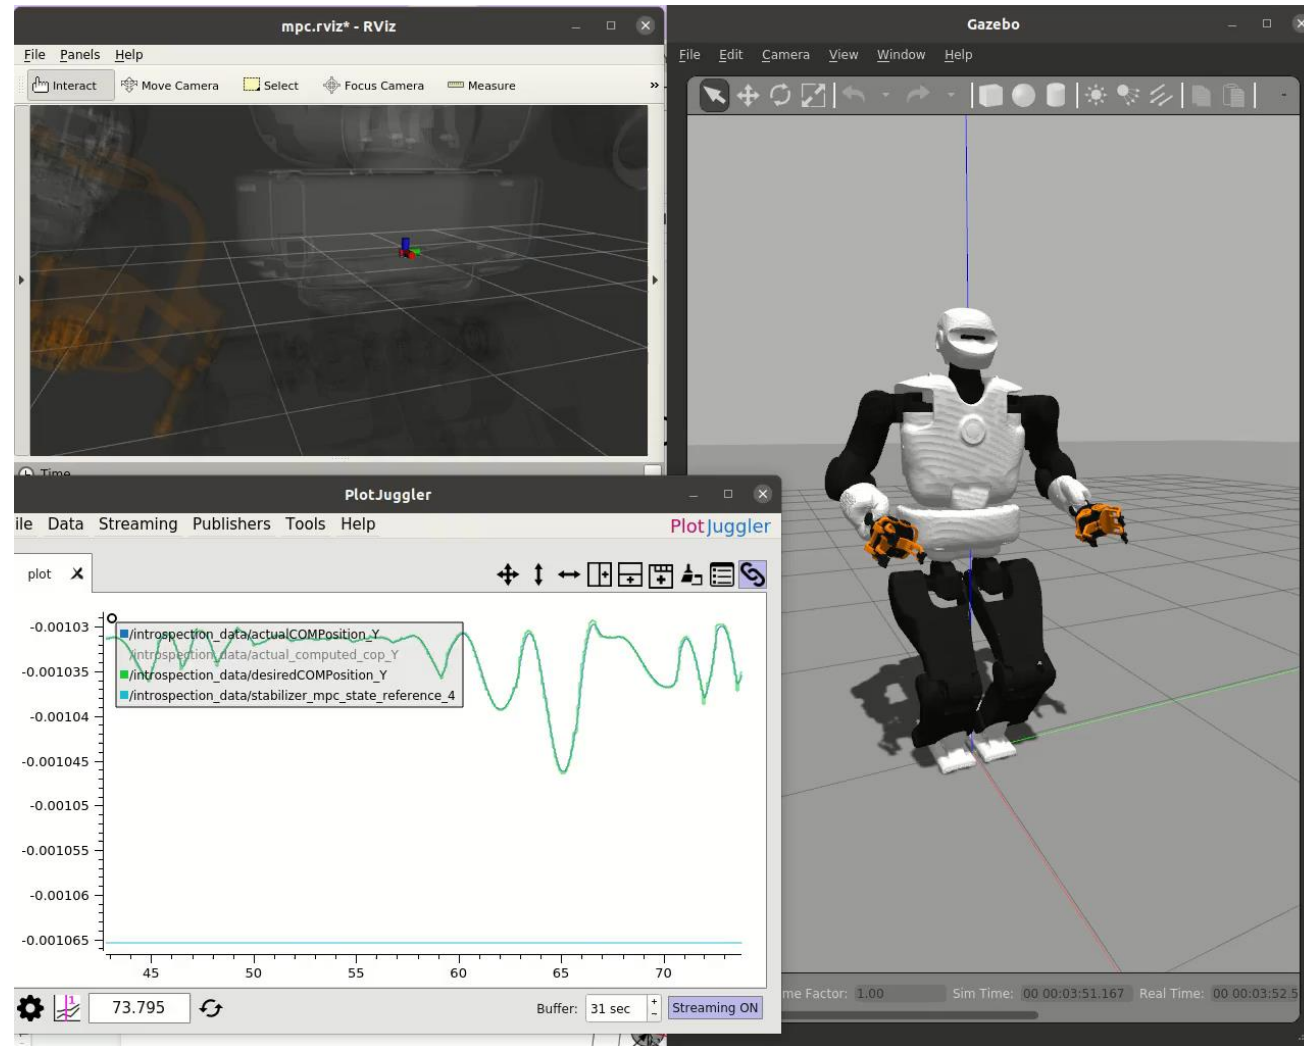 mpc.rviz* - RViz
File Panels Help
Interact Move Camera Select Focus Camera Measure »
Time
Gazebo
File Edit Camera View Window Help
me Factor: 1.00 Sim Time: 00 00:03:51.167 Real Time: 00 00:03:52.5
PlotJuggler
ile Data Streaming Publishers Tools Help
PlotJuggler
plot
-0.00103
-0.001035
-0.00104
-0.001045
-0.00105
-0.001055
-0.00106
-0.001065
/introspection_data/actualCOMPosition_Y
/introspection_data/actual_computed_cop_Y
/introspection_data/desiredCOMPosition_Y
/introspection_data/stabilizer_mpc_state_reference_4
45 50 55 60 65 70
1
73.795
Buffer: 31 sec
Streaming ON